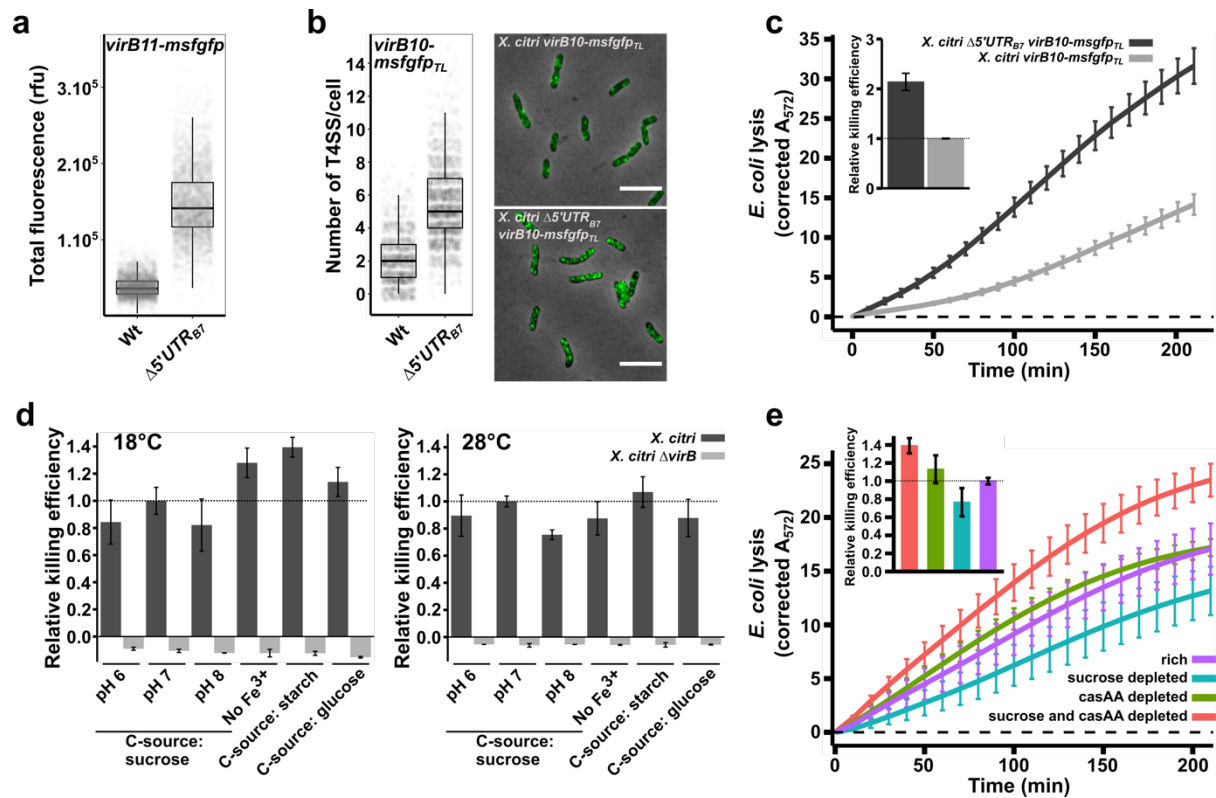 a
virB11-msfgfp
Total fluorescence (rfu)
3.10⁵
2.10⁵
1.10⁵
Wt
Δ5'UTR_B7
b
virB10-
msfgfp_TL
Number of T4SS/cell
14
12
10
8
6
4
2
0
Wt
Δ5'UTR_B7
X. citri virB10-msfgfp_TL
X. citri Δ5'UTR_B7
virB10-msfgfp_TL
c
E. coli lysis
(corrected A₅₇₂)
35
30
25
20
15
10
5
0
0 50 100 150 200
Time (min)
Relative killing efficiency
3
2
1
0
X. citri Δ5'UTR_B7 virB10-msfgfp_TL
X. citri virB10-msfgfp_TL
d
18°C
Relative killing efficiency
1.4
1.2
1.0
0.8
0.6
0.4
0.2
0.0
pH 6
pH 7
pH 8
No Fe³⁺
C-source: starch
C-source: glucose
C-source:
sucrose
28°C
X. citri
X. citri ΔvirB
Relative killing efficiency
1.4
1.2
1.0
0.8
0.6
0.4
0.2
0.0
pH 6
pH 7
pH 8
No Fe³⁺
C-source: starch
C-source: glucose
C-source:
sucrose
e
E. coli lysis
(corrected A₅₇₂)
25
20
15
10
5
0
0 50 100 150 200
Time (min)
Relative killing efficiency
1.4
1.2
1.0
0.8
0.6
0.4
0.2
0.0
rich
sucrose depleted
casAA depleted
sucrose and casAA depleted